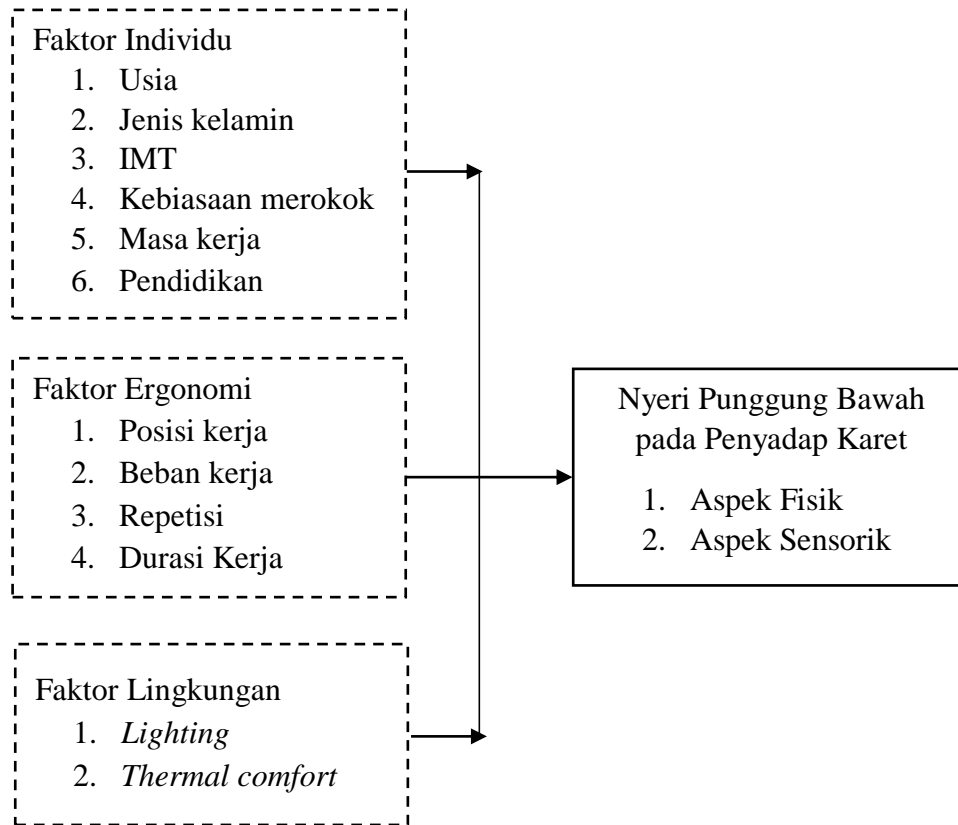 Faktor Individu
1. Usia
2. Jenis kelamin
3. IMT
4. Kebiasaan merokok
5. Masa kerja
6. Pendidikan
Faktor Ergonomi
1. Posisi kerja
2. Beban kerja
3. Repetisi
4. Durasi Kerja
Faktor Lingkungan
1. Lighting
2. Thermal comfort
Nyeri Punggung Bawah
pada Penyadap Karet
1. Aspek Fisik
2. Aspek Sensorik